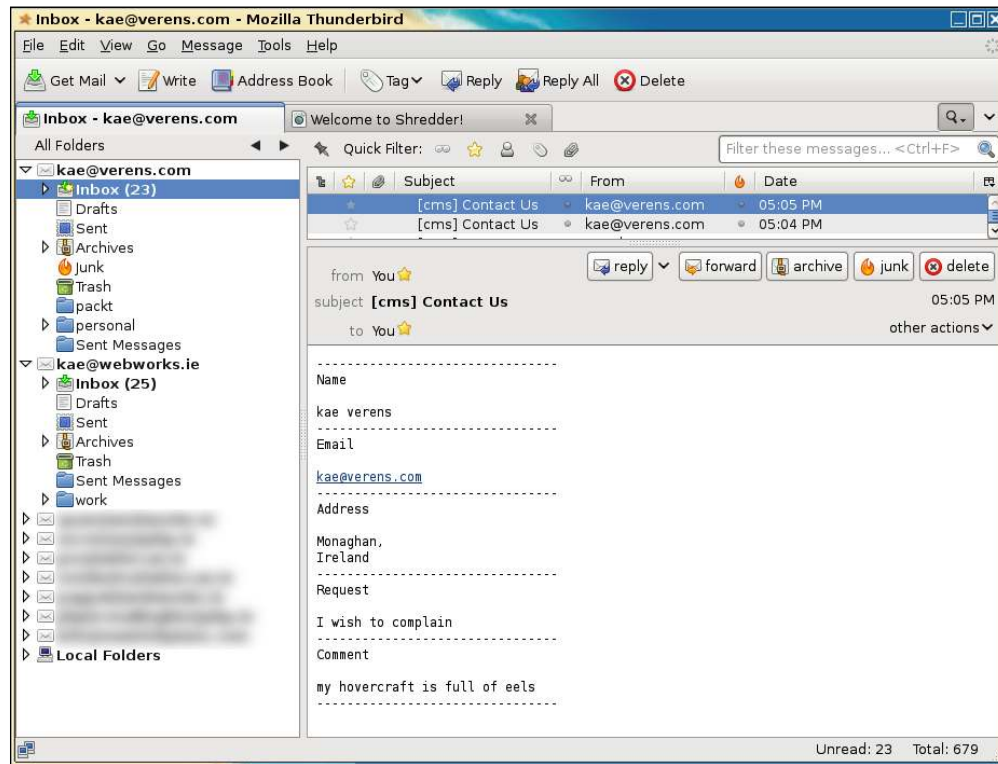 Inbox - kae@verens.com - Mozilla Thunderbird
File Edit View Go Message Tools Help
Get Mail Write Address Book Tag Reply Reply All Delete
Inbox - kae@verens.com Welcome to Shredder!
All Folders
Quick Filter: Filter these messages... <Ctrl+F>
Subject From Date
[cms] Contact Us kae@verens.com 05:05 PM
[cms] Contact Us kae@verens.com 05:04 PM
kae@verens.com
Inbox (23)
Drafts
Sent
Archives
Junk
Trash
packt
personal
Sent Messages
kae@webworks.ie
Inbox (25)
Drafts
Sent
Archives
Trash
Sent Messages
work
Local Folders
from You reply forward archive junk delete
subject [cms] Contact Us 05:05 PM
to You other actions
-------------------------------
Name
kae verens
-------------------------------
Email
kae@verens.com
-------------------------------
Address
Monaghan,
Ireland
-------------------------------
Request
I wish to complain
-------------------------------
Comment
my hovercraft is full of eels
-------------------------------
Unread: 23 Total: 679